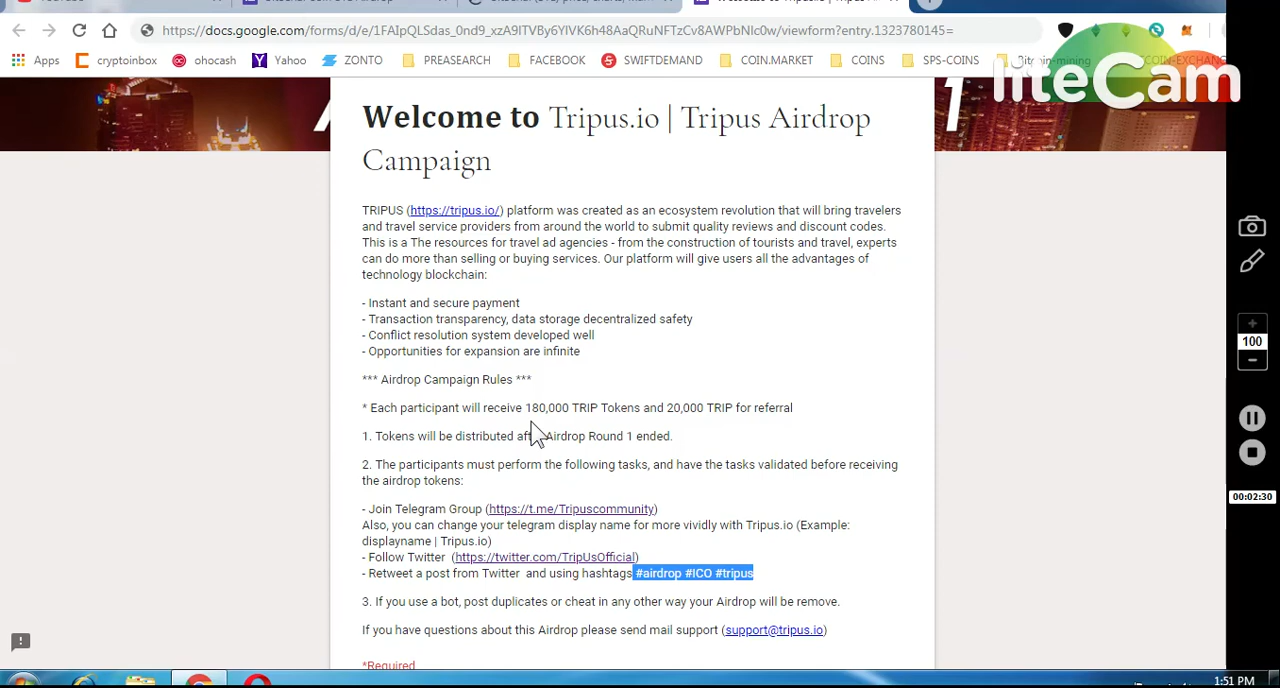 https://docs.google.com/forms/d/e/1FAIpQLSdas_0nd9_xzA9ITVBy6YlVK6h48AaQRuNFTzCv8AWPbNIc0w/viewform?entry.1323780145=
Apps cryptoinbox ohocash Yahoo ZONTO PREASEARCH FACEBOOK SWIFTDEMAND COIN.MARKET COINS SPS-COINS Bitcoin-mining COIN-EXCHANG
liteCam
Welcome to Tripus.io | Tripus Airdrop
Campaign
TRIPUS (https://tripus.io/) platform was created as an ecosystem revolution that will bring travelers
and travel service providers from around the world to submit quality reviews and discount codes.
This is a The resources for travel ad agencies - from the construction of tourists and travel, experts
can do more than selling or buying services. Our platform will give users all the advantages of
technology blockchain:
- Instant and secure payment
- Transaction transparency, data storage decentralized safety
- Conflict resolution system developed well
- Opportunities for expansion are infinite
*** Airdrop Campaign Rules ***
* Each participant will receive 180,000 TRIP Tokens and 20,000 TRIP for referral
1. Tokens will be distributed after Airdrop Round 1 ended.
2. The participants must perform the following tasks, and have the tasks validated before receiving
the airdrop tokens:
- Join Telegram Group (https://t.me/Tripuscommunity)
Also, you can change your telegram display name for more vividly with Tripus.io (Example:
displayname | Tripus.io)
- Follow Twitter (https://twitter.com/TripUsOfficial)
- Retweet a post from Twitter and using hashtags #airdrop #ICO #tripus
3. If you use a bot, post duplicates or cheat in any other way your Airdrop will be remove.
If you have questions about this Airdrop please send mail support (support@tripus.io)
*Required
100
00:02:30
1:51 PM